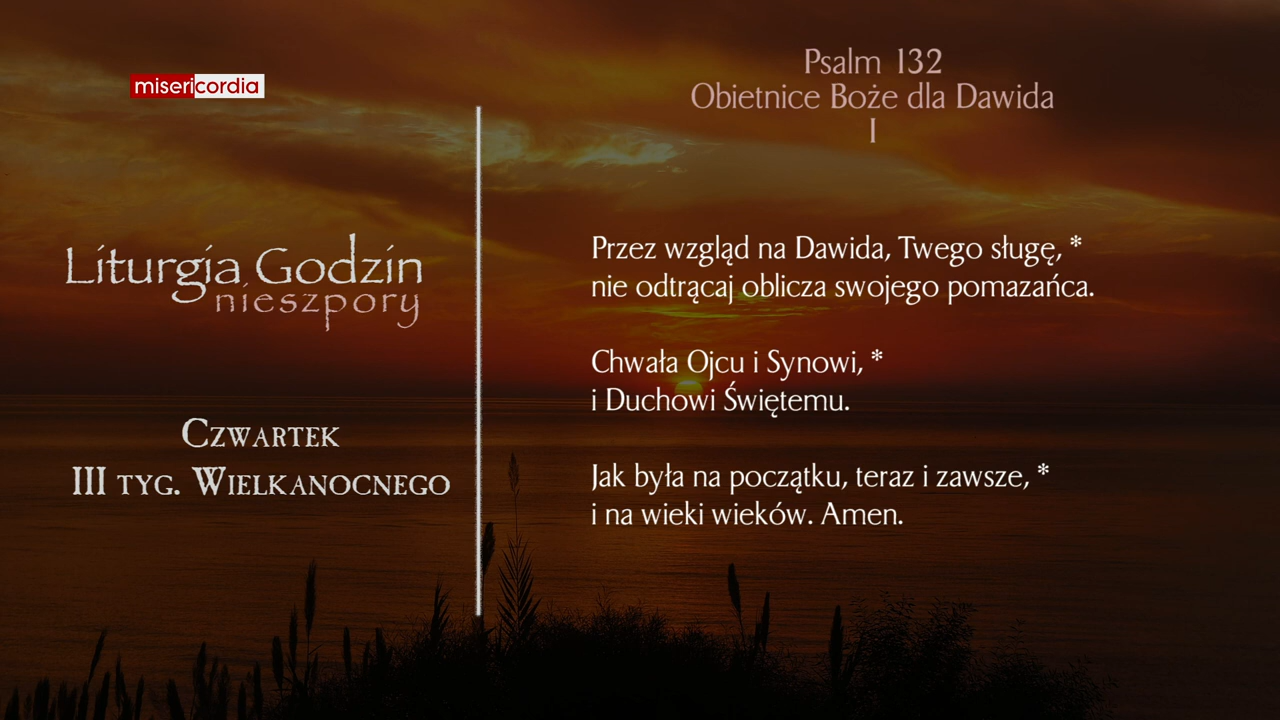 misericordia
Liturgia Godzin
nieszpory
Czwartek
III tyg. Wielkanocnego
Psalm 132
Obietnice Boże dla Dawida
I
Przez wzgląd na Dawida, Twego sługę, *
nie odtrącaj oblicza swojego pomazańca.
Chwała Ojcu i Synowi, *
i Duchowi Świętemu.
Jak była na początku, teraz i zawsze, *
i na wieki wieków. Amen.